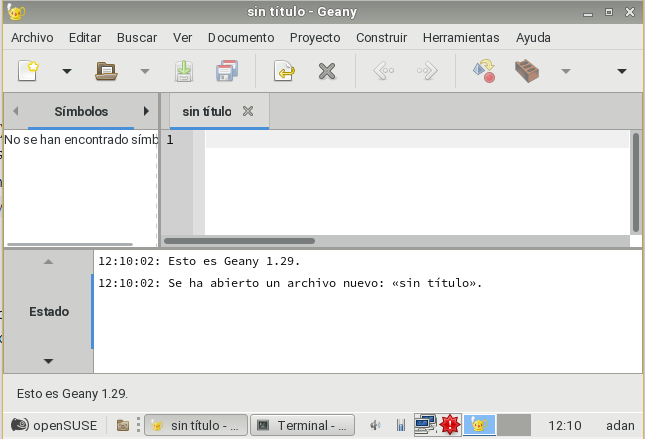 sin título - Geany
Archivo Editar Buscar Ver Documento Proyecto Construir Herramientas Ayuda
Símbolos
sin título
No se han encontrado símb
1
12:10:02: Esto es Geany 1.29.
12:10:02: Se ha abierto un archivo nuevo: «sin título».
Estado
Esto es Geany 1.29.
openSUSE
sin título - ...
Terminal - ...
12:10
adan